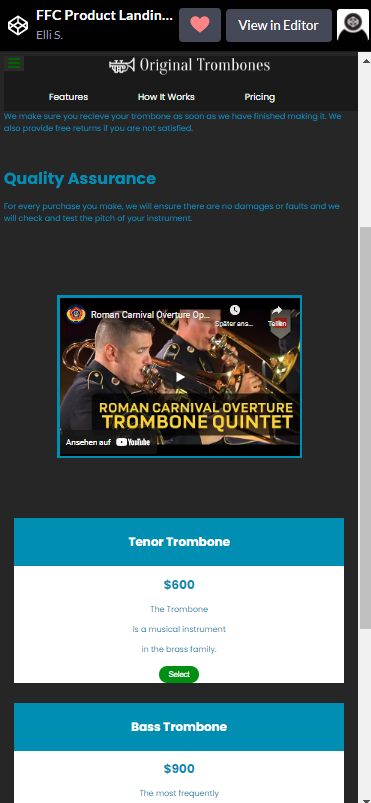 FFC Product Landin...
Elli S.
View in Editor
Original Trombones
Features
How It Works
Pricing
We make sure you recieve your trombone as soon as we have finished making it. We
also provide free returns if you are not satisfied.
Quality Assurance
For every purchase you make, we will ensure there are no damages or faults and we
will check and test the pitch of your instrument.
Roman Carnival Overture Op...
Später ans...
Teilen
ROMAN CARNIVAL OVERTURE
TROMBONE QUINTET
Ansehen auf YouTube
Tenor Trombone
$600
The Trombone
is a musical instrument
in the brass family.
Select
Bass Trombone
$900
The most frequently